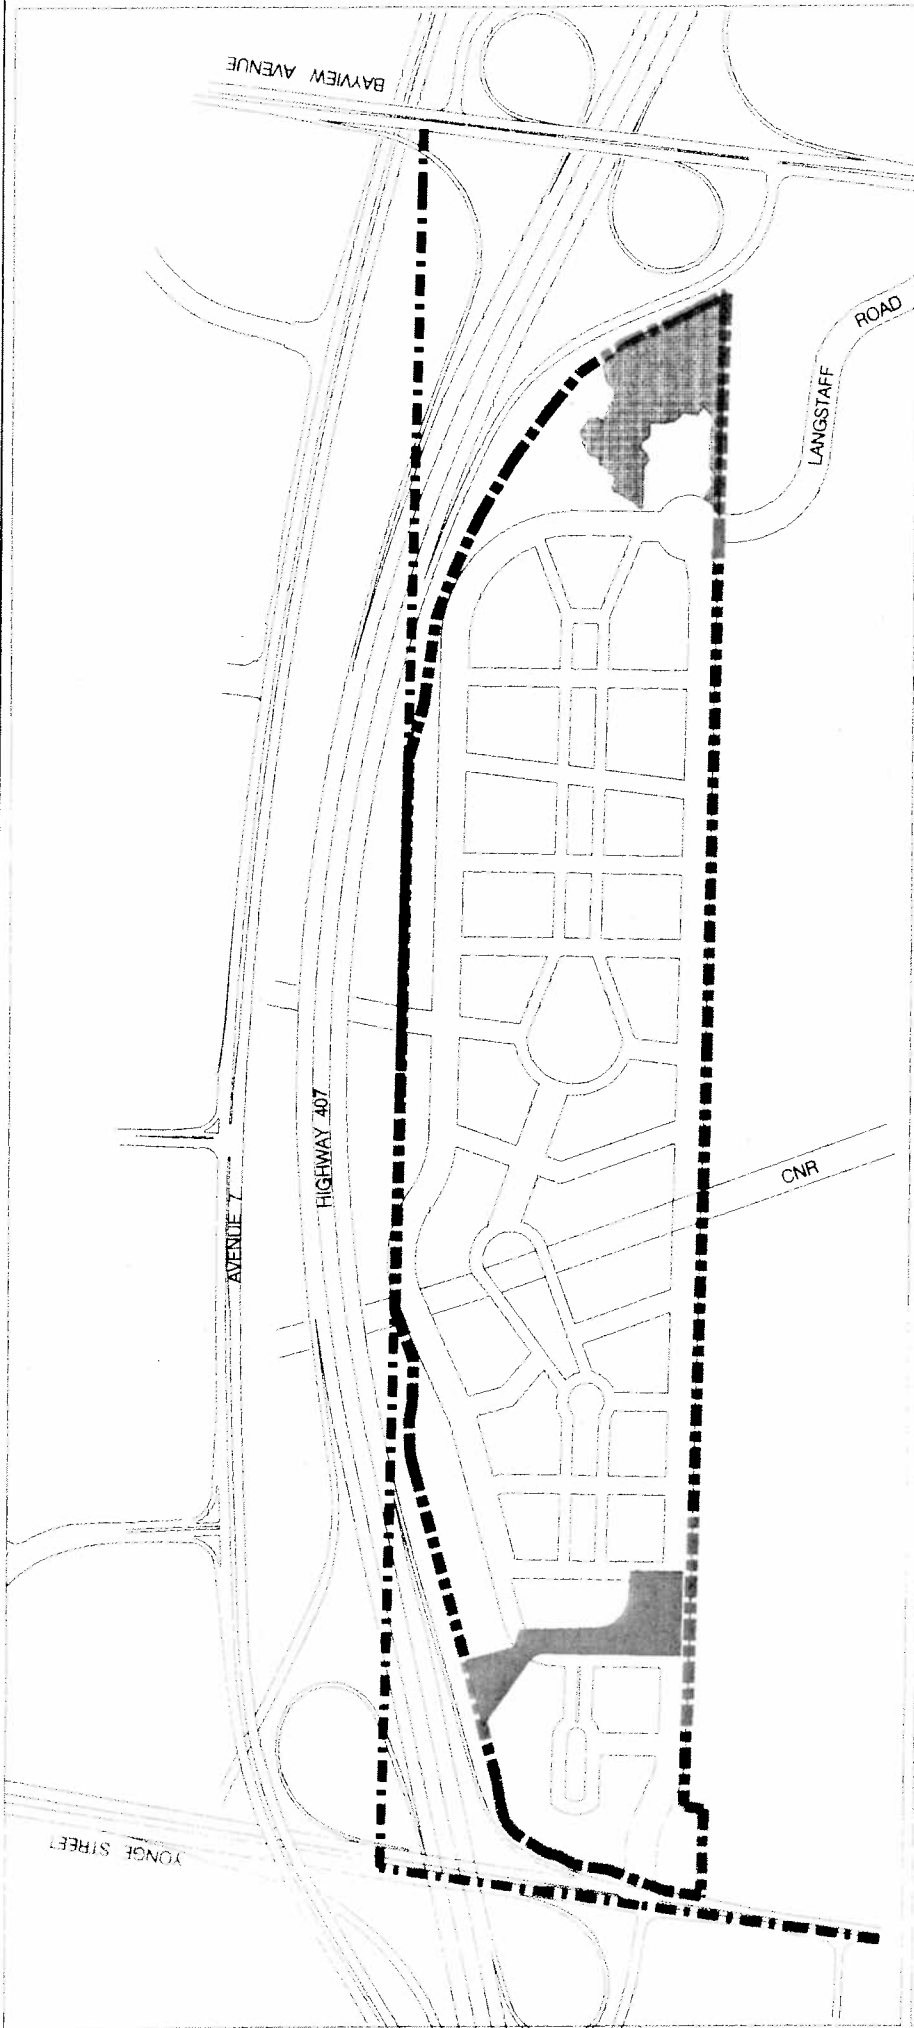 BAYVIEW AVENUE
LANGSTAFF
ROAD
HIGHWAY 407
AVENUE 7
CNR
YONGE STREET